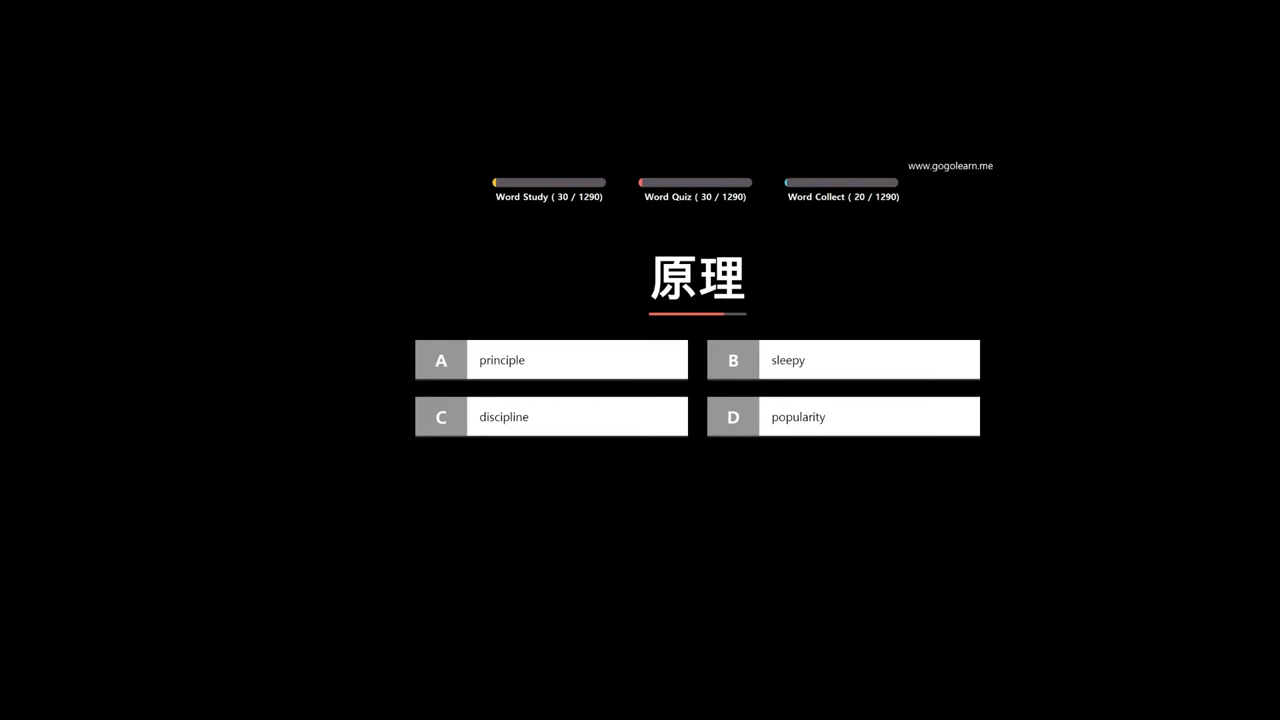 www.gogolearn.me
Word Study ( 30 / 1290)
Word Quiz ( 30 / 1290)
Word Collect ( 20 / 1290)
原理
A principle
B sleepy
C discipline
D popularity